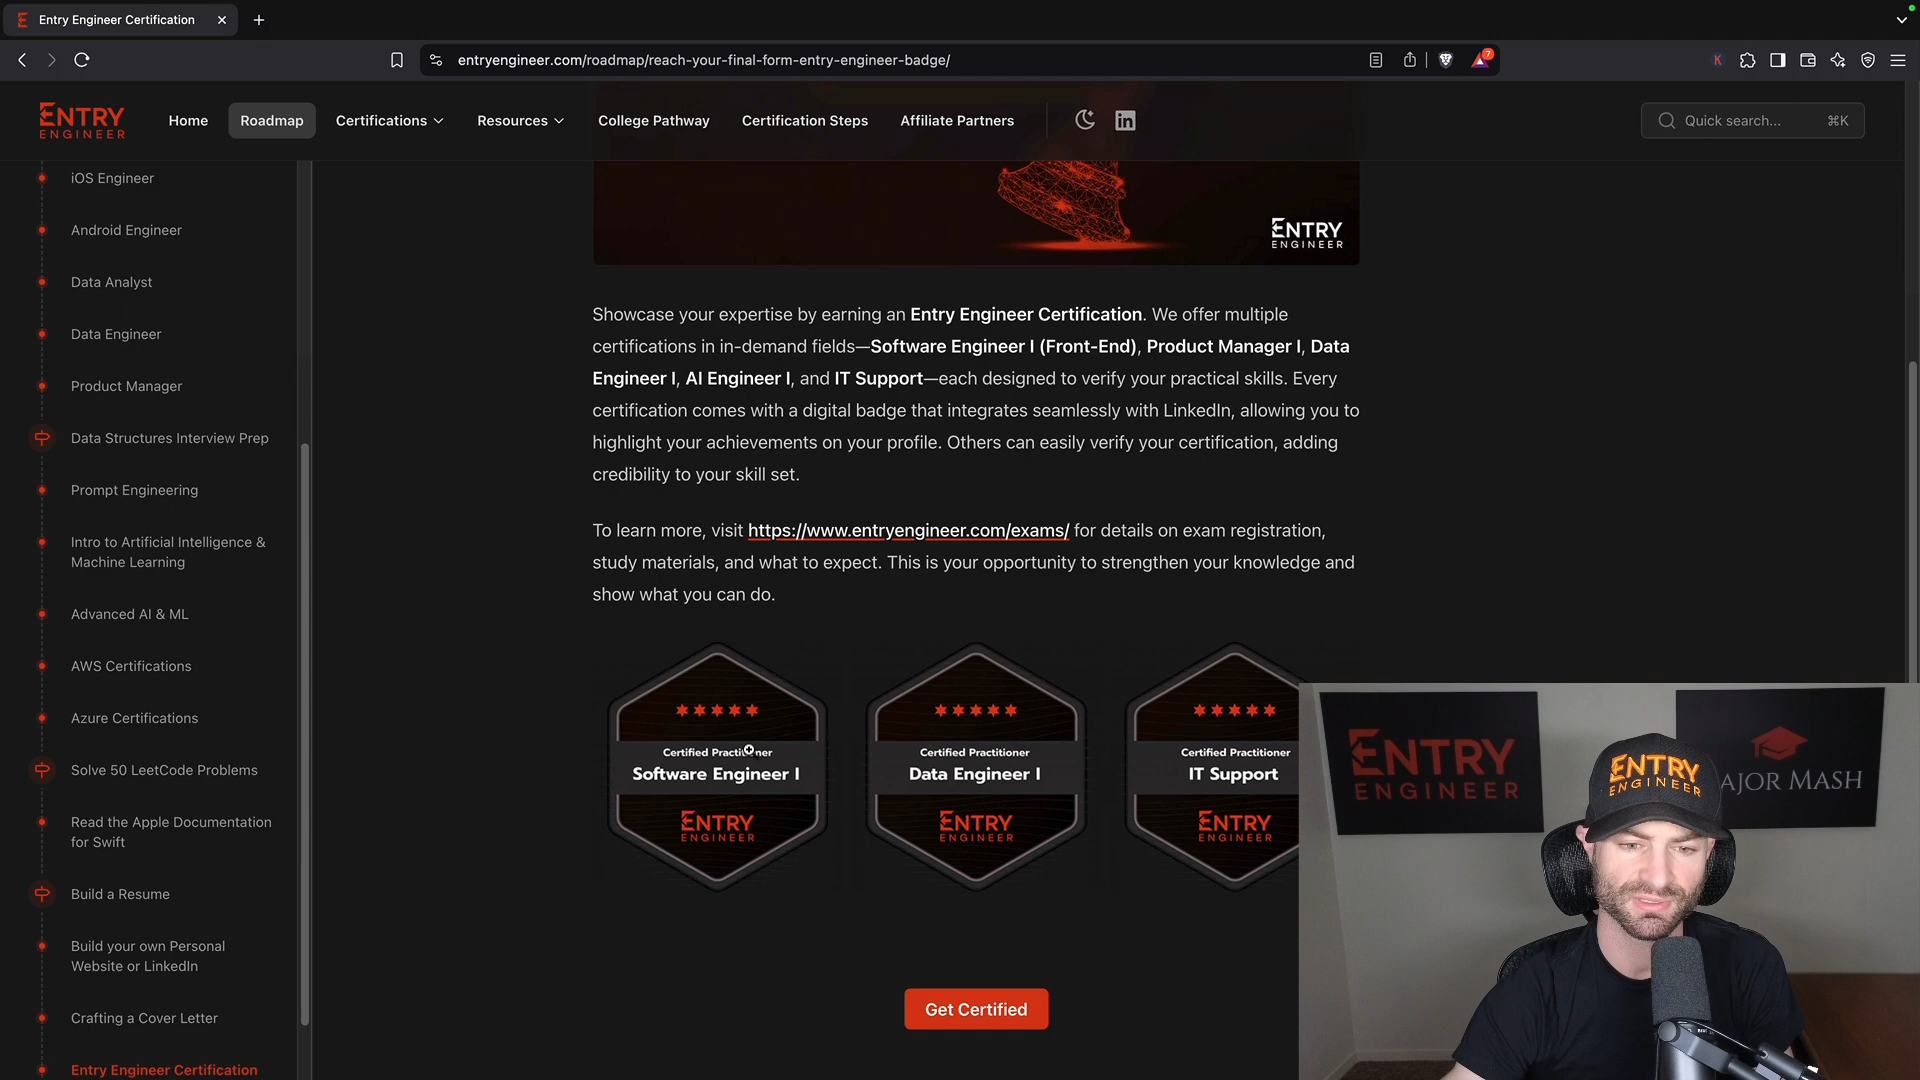 Entry Engineer Certification
entryengineer.com/roadmap/reach-your-final-form-entry-engineer-badge/
7
K
ENTRY
ENGINEER
Home
Roadmap
Certifications
Resources
College Pathway
Certification Steps
Affiliate Partners
in
Quick search...
⌘K
iOS Engineer
Android Engineer
Data Analyst
Data Engineer
Product Manager
Data Structures Interview Prep
Prompt Engineering
Intro to Artificial Intelligence &
Machine Learning
Advanced AI & ML
AWS Certifications
Azure Certifications
Solve 50 LeetCode Problems
Read the Apple Documentation
for Swift
Build a Resume
Build your own Personal
Website or LinkedIn
Crafting a Cover Letter
Entry Engineer Certification
ENTRY
ENGINEER
Showcase your expertise by earning an Entry Engineer Certification. We offer multiple
certifications in in-demand fields—Software Engineer I (Front-End), Product Manager I, Data
Engineer I, AI Engineer I, and IT Support—each designed to verify your practical skills. Every
certification comes with a digital badge that integrates seamlessly with LinkedIn, allowing you to
highlight your achievements on your profile. Others can easily verify your certification, adding
credibility to your skill set.
To learn more, visit https://www.entryengineer.com/exams/ for details on exam registration,
study materials, and what to expect. This is your opportunity to strengthen your knowledge and
show what you can do.
Certified Practitioner
Software Engineer I
ENTRY
ENGINEER
Certified Practitioner
Data Engineer I
ENTRY
ENGINEER
Certified Practitioner
IT Support
ENTRY
ENGINEER
Get Certified
ENTRY
ENGINEER
AJOR MASH
ENTRY
ENGINEER